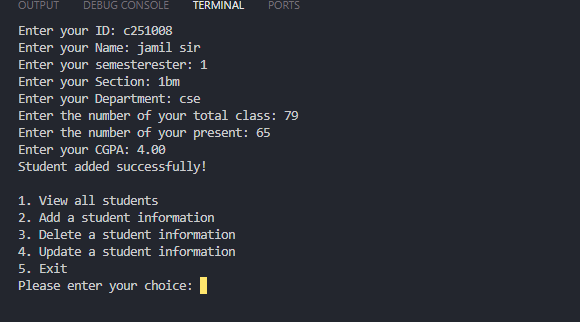 OUTPUT DEBUG CONSOLE TERMINAL PORTS
Enter your ID: c251008
Enter your Name: jamil sir
Enter your semesterester: 1
Enter your Section: 1bm
Enter your Department: cse
Enter the number of your total class: 79
Enter the number of your present: 65
Enter your CGPA: 4.00
Student added successfully!
1. View all students
2. Add a student information
3. Delete a student information
4. Update a student information
5. Exit
Please enter your choice: